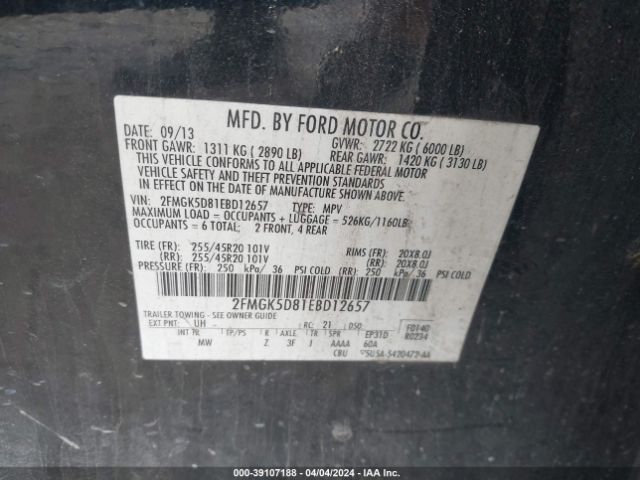 MFD. BY FORD MOTOR CO.
DATE: 09/13 GVWR: 2722 KG ( 6000 LB)
FRONT GAWR: 1311 KG ( 2890 LB) REAR GAWR: 1420 KG ( 3130 LB)
THIS VEHICLE CONFORMS TO ALL APPLICABLE FEDERAL MOTOR
VEHICLE SAFETY AND THEFT PREVENTION STANDARDS
IN EFFECT ON THE DATE OF MANUFACTURE SHOWN ABOVE.
VIN: 2FMGK5D81EBD12657 TYPE: MPV
MAXIMUM LOAD = OCCUPANTS + LUGGAGE = 526KG/1160LB
OCCUPANTS = 6 TOTAL; 2 FRONT, 4 REAR
TIRE (FR): 255/45R20 101V RIMS (FR): 20X8.0J
(RR): 255/45R20 101V (RR): 20X8.0J
PRESSURE (FR): 250 kPa/ 36 PSI COLD (RR): 250 kPa/ 36 PSI COLD
2FMGK5D81EBD12657
TRAILER TOWING - SEE OWNER GUIDE
EXT PNT: UH RC: 21 DSO: F0140
R0234
INT TR TP/PS R AXLE TR SPR EP31D
MW Z 3F J AAAA 60A
CBU
000-39107188 - 04/04/2024 - IAA Inc.